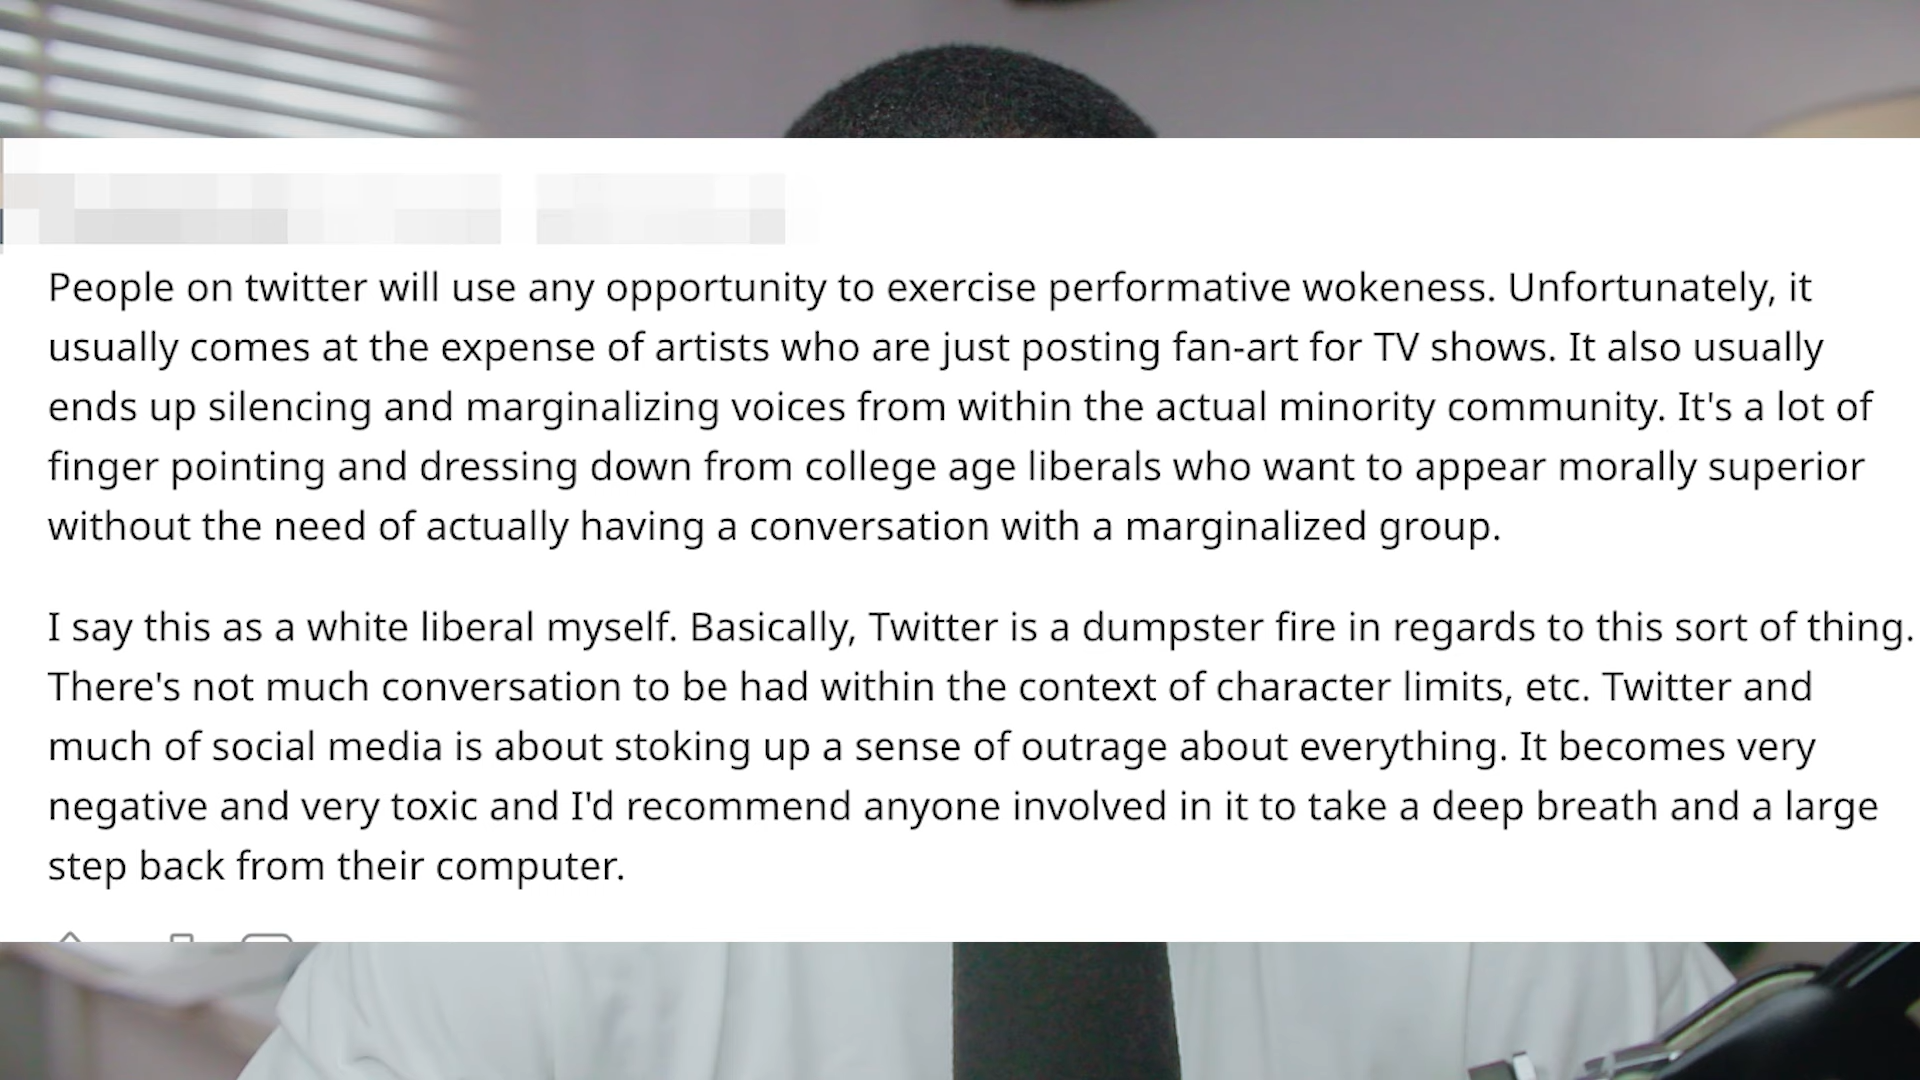 People on twitter will use any opportunity to exercise performative wokeness. Unfortunately, it
usually comes at the expense of artists who are just posting fan-art for TV shows. It also usually
ends up silencing and marginalizing voices from within the actual minority community. It's a lot of
finger pointing and dressing down from college age liberals who want to appear morally superior
without the need of actually having a conversation with a marginalized group.
I say this as a white liberal myself. Basically, Twitter is a dumpster fire in regards to this sort of thing.
There's not much conversation to be had within the context of character limits, etc. Twitter and
much of social media is about stoking up a sense of outrage about everything. It becomes very
negative and very toxic and I'd recommend anyone involved in it to take a deep breath and a large
step back from their computer.